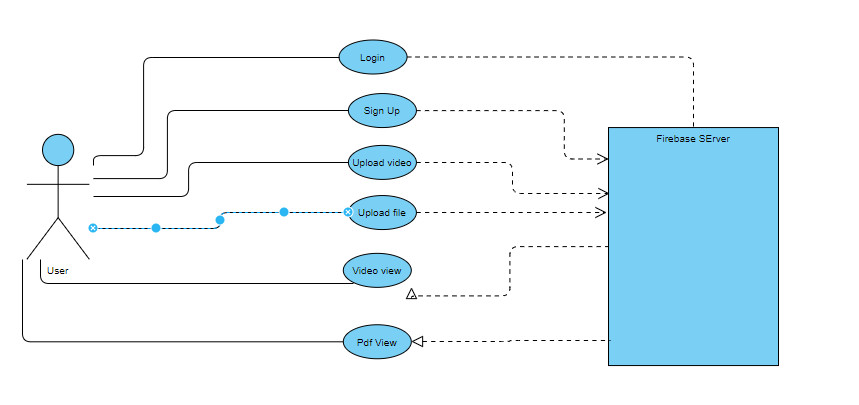 Login
Sign Up
Firebase SErver
Upload video
Upload file
User
Video view
Pdf View